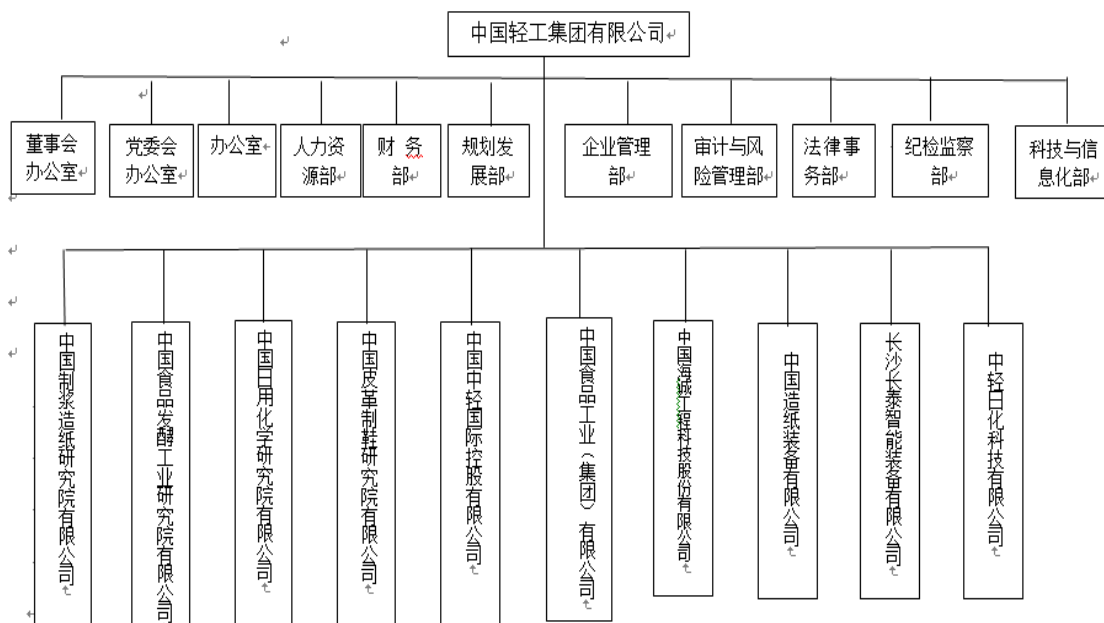 中国轻工集团有限公司
董事会
办公室
党委会
办公室
办公室
人力资
源部
财 务
部
规划发
展部
企业管理
部
审计与风
险管理部
法律事
务部
纪检监察
部
科技与信
息化部
中国制浆造纸研究院有限公司
中国食品发酵工业研究院有限公司
中国日用化学研究院有限公司
中国皮革制鞋研究院有限公司
中国中轻国际控股有限公司
中国食品工业（集团）有限公司
中国海诚工程科技股份有限公司
中国造纸装备有限公司
长沙长泰智能装备有限公司
中轻日化科技有限公司